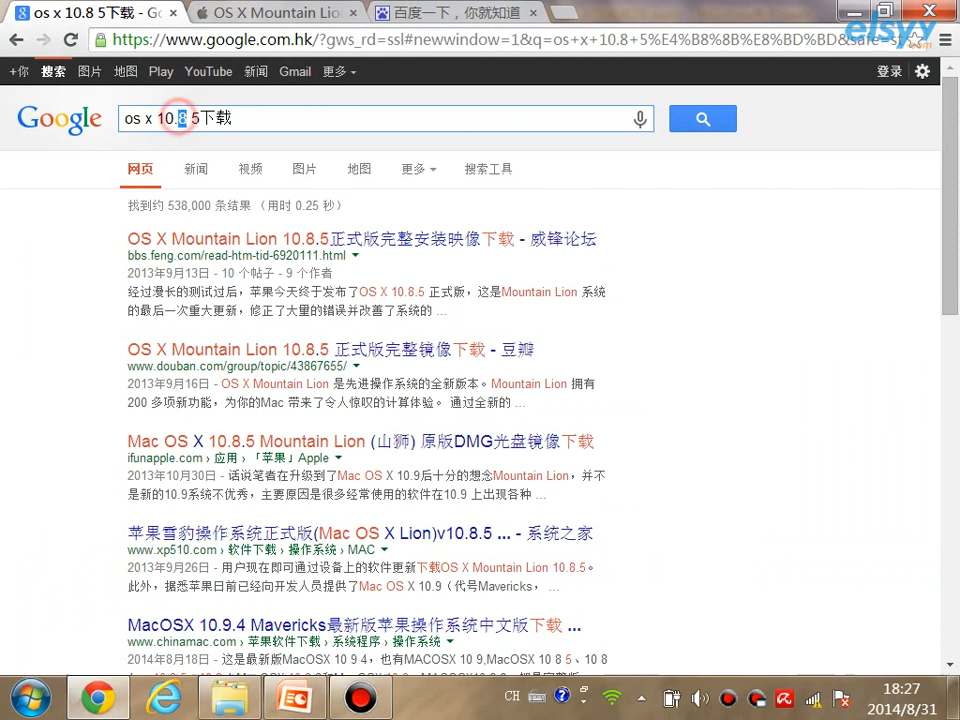 os x 10.8 5下载 - Go
OS X Mountain Lion
百度一下，你就知道
elsyy
.com
https://www.google.com.hk/?gws_rd=ssl#newwindow=1&q=os+x+10.8+5%E4%B8%8B%E8%BD%BD&safe=st
+你 搜索 图片 地图 Play YouTube 新闻 Gmail 更多
登录
Google
os x 10.8 5下载
网页 新闻 视频 图片 地图 更多 搜索工具
找到约 538,000 条结果 （用时 0.25 秒）
OS X Mountain Lion 10.8.5正式版完整安装映像下载 - 威锋论坛
bbs.feng.com/read-htm-tid-6920111.html
2013年9月13日 - 10 个帖子 - 9 个作者
经过漫长的测试过后，苹果今天终于发布了OS X 10.8.5 正式版，这是Mountain Lion 系统
的最后一次重大更新，修正了大量的错误并改善了系统的 ...
OS X Mountain Lion 10.8.5 正式版完整镜像下载 - 豆瓣
www.douban.com/group/topic/43867655/
2013年9月16日 - OS X Mountain Lion 是先进操作系统的全新版本。Mountain Lion 拥有
200 多项新功能，为你的Mac 带来了令人惊叹的计算体验。 通过全新的 ...
Mac OS X 10.8.5 Mountain Lion (山狮) 原版DMG光盘镜像下载
ifunapple.com › 应用 › 「苹果」Apple
2013年10月30日 - 话说笔者在升级到了Mac OS X 10.9后十分的想念Mountain Lion，并不
是新的10.9系统不优秀，主要原因是很多经常使用的软件在10.9 上出现各种 ...
苹果雪豹操作系统正式版(Mac OS X Lion)v10.8.5 ... - 系统之家
www.xp510.com › 软件下载 › 操作系统 › MAC
2013年9月26日 - 用户现在即可通过设备上的软件更新下载OS X Mountain Lion 10.8.5。
此外，据悉苹果日前已经向开发人员提供了Mac OS X 10.9（代号Mavericks， ...
MacOSX 10.9.4 Mavericks最新版苹果操作系统中文版下载 ...
www.chinamac.com › 苹果软件下载 › 系统程序 › 操作系统
2014年8月18日 - 这是最新版MacOSX 10 9 4，也有MACOSX 10 9,MacOSX 10 8 5、10 8
CH
18:27
2014/8/31